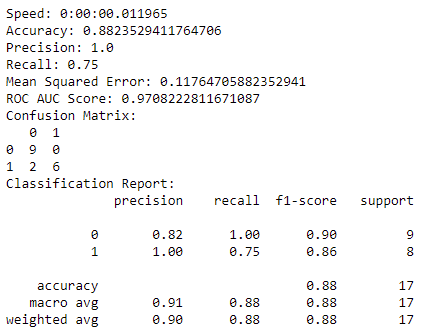 Speed: 0:00:00.011965
Accuracy: 0.8823529411764706
Precision: 1.0
Recall: 0.75
Mean Squared Error: 0.11764705882352941
ROC AUC Score: 0.9708222811671087
Confusion Matrix:
   0  1
0  9  0
1  2  6
Classification Report:
              precision    recall  f1-score   support

           0       0.82      1.00      0.90         9
           1       1.00      0.75      0.86         8

    accuracy                           0.88        17
   macro avg       0.91      0.88      0.88        17
weighted avg       0.90      0.88      0.88        17